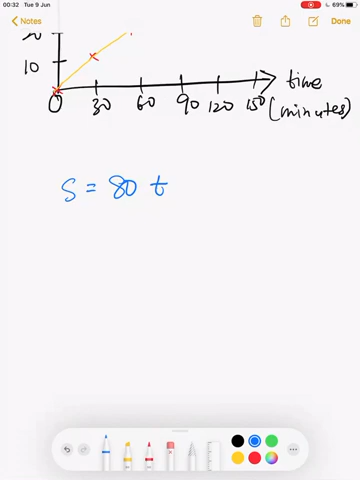 00:32 Tue 9 Jun 69%
Notes Done
10
0 30 60 90 120 150
time
(minutes)
S = 80 t